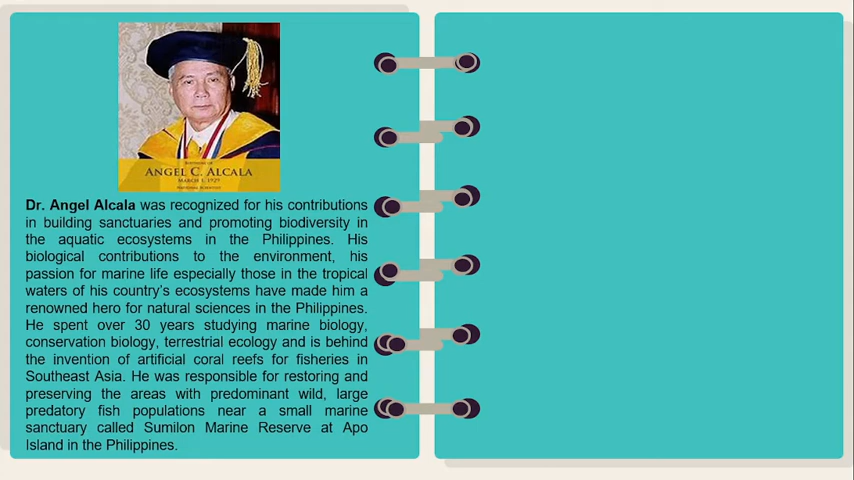 ANGEL C. ALCALA
MARCH 1, 1929
Dr. Angel Alcala was recognized for his contributions
in building sanctuaries and promoting biodiversity in
the aquatic ecosystems in the Philippines. His
biological contributions to the environment, his
passion for marine life especially those in the tropical
waters of his country's ecosystems have made him a
renowned hero for natural sciences in the Philippines.
He spent over 30 years studying marine biology,
conservation biology, terrestrial ecology and is behind
the invention of artificial coral reefs for fisheries in
Southeast Asia. He was responsible for restoring and
preserving the areas with predominant wild, large
predatory fish populations near a small marine
sanctuary called Sumilon Marine Reserve at Apo
Island in the Philippines.